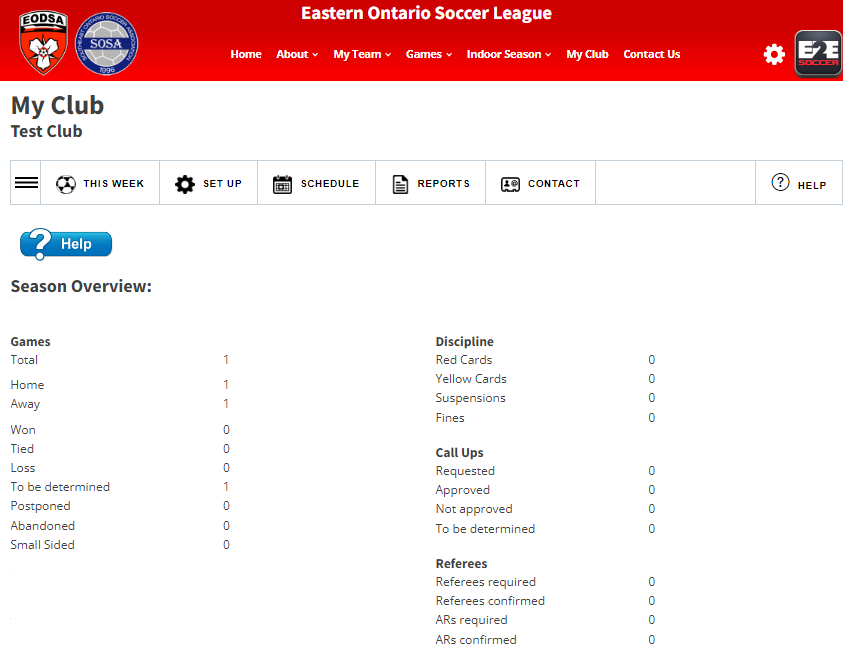 Eastern Ontario Soccer League
EODSA
SOUTHEAST ONTARIO SOCCER ASSOCIATION
SOSA
1996
Home About My Team Games Indoor Season My Club Contact Us
E2E
SOCCER
My Club
Test Club
THIS WEEK SET UP SCHEDULE REPORTS CONTACT ? HELP
? Help
Season Overview:
Games
Total 1
Home 1
Away 1
Won 0
Tied 0
Loss 0
To be determined 1
Postponed 0
Abandoned 0
Small Sided 0
Discipline
Red Cards 0
Yellow Cards 0
Suspensions 0
Fines 0
Call Ups
Requested 0
Approved 0
Not approved 0
To be determined 0
Referees
Referees required 0
Referees confirmed 0
ARs required 0
ARs confirmed 0